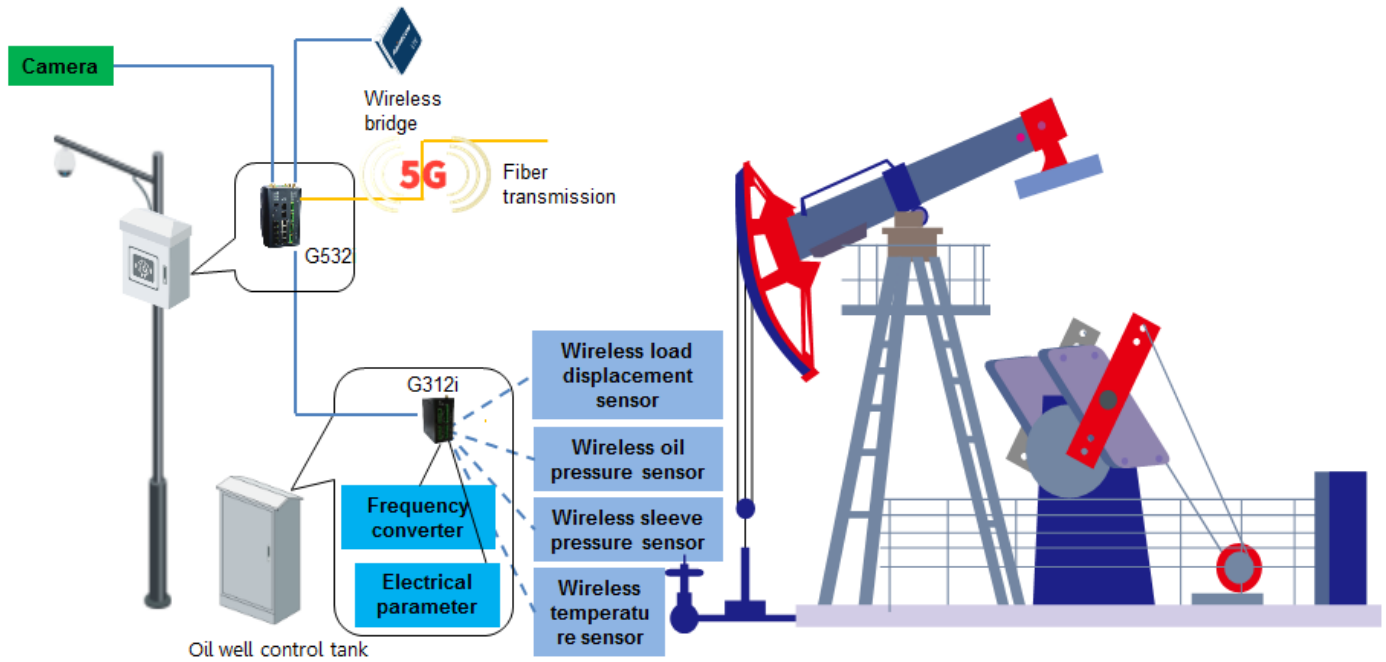 Camera
Wireless
bridge
5G
Fiber
transmission
G532
G312i
Wireless load
displacement
sensor
Wireless oil
pressure sensor
Frequency
converter
Wireless sleeve
pressure sensor
Electrical
parameter
Wireless
temperatu
re sensor
Oil well control tank